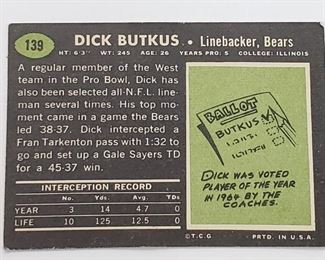 139
DICK BUTKUS • Linebacker, Bears
HT: 6'3" WT: 245 AGE: 26 YEARS PRO: 5 COLLEGE: ILLINOIS
A regular member of the West
team in the Pro Bowl, Dick has
also been selected all-N.F.L. line-
man several times. His top mo-
ment came in a game the Bears
led 38-37. Dick intercepted a
Fran Tarkenton pass with 1:32 to
go and set up a Gale Sayers TD
for a 45-37 win.
INTERCEPTION RECORD
No. Yds. Avg. TDs
YEAR 3 14 4.7 0
LIFE 10 125 12.5 0
BALLOT
BUTKUS
DICK WAS VOTED
PLAYER OF THE YEAR
IN 1964 BY THE
COACHES.
©T.C.G. PRTD. IN U.S.A.